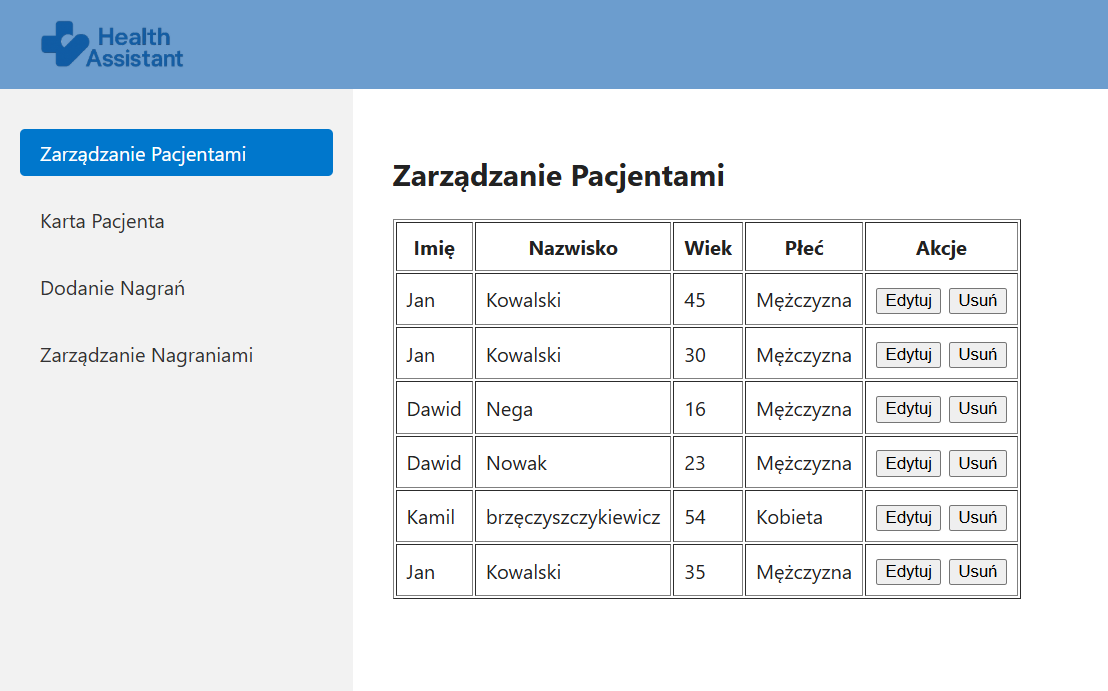 Health
Assistant
Zarządzanie Pacjentami
Karta Pacjenta
Dodanie Nagrań
Zarządzanie Nagraniami
Zarządzanie Pacjentami
Imię Nazwisko Wiek Płeć Akcje
Jan Kowalski 45 Mężczyzna Edytuj Usuń
Jan Kowalski 30 Mężczyzna Edytuj Usuń
Dawid Nega 16 Mężczyzna Edytuj Usuń
Dawid Nowak 23 Mężczyzna Edytuj Usuń
Kamil brzęczyszczykiewicz 54 Kobieta Edytuj Usuń
Jan Kowalski 35 Mężczyzna Edytuj Usuń